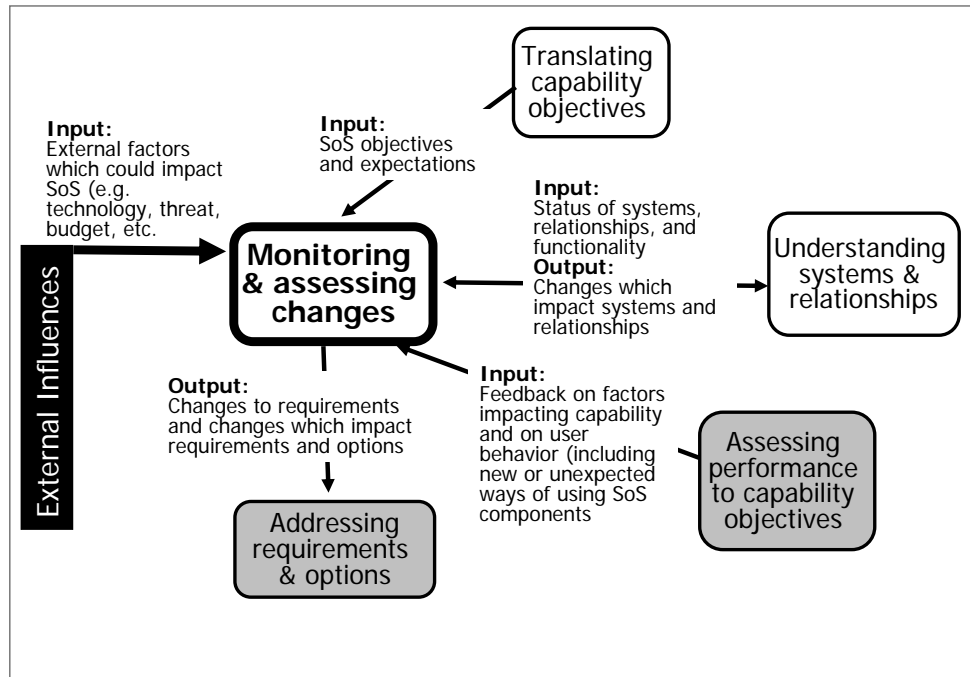 Translating
capability
objectives
Input:
External factors
which could impact
SoS (e.g.
technology, threat,
budget, etc.
Input:
SoS objectives
and expectations
Input:
Status of systems,
relationships, and
functionality
Output:
Changes which
impact systems and
relationships
Understanding
systems &
relationships
Monitoring
& assessing
changes
External Influences
Output:
Changes to requirements
and changes which impact
requirements and options
Input:
Feedback on factors
impacting capability
and on user
behavior (including
new or unexpected
ways of using SoS
components
Assessing
performance
to capability
objectives
Addressing
requirements
& options